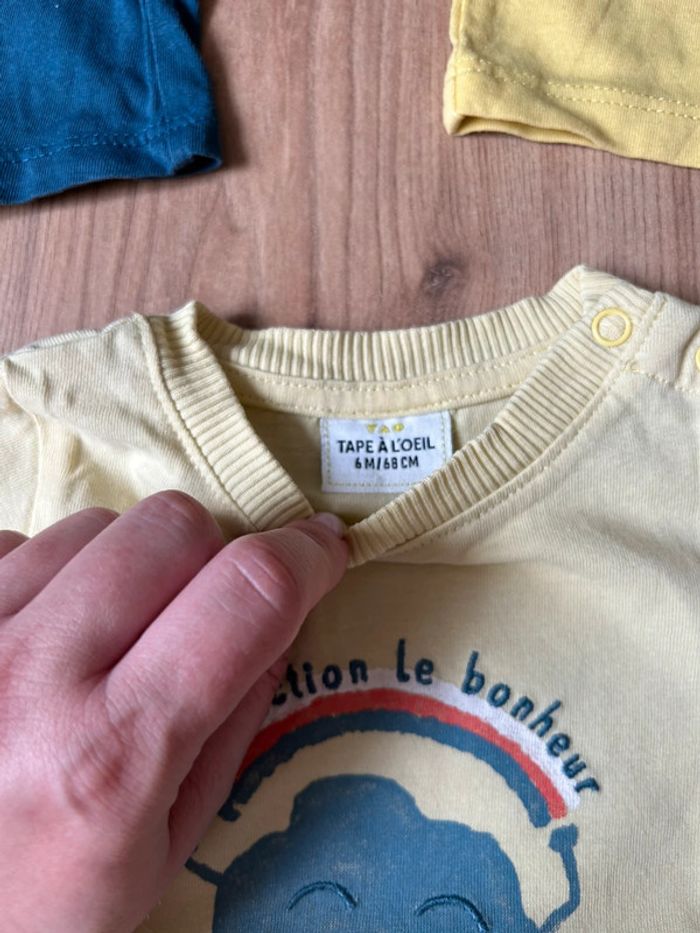 TAO
TAPE À L'OEIL
6M/68CM
ction le bonheur